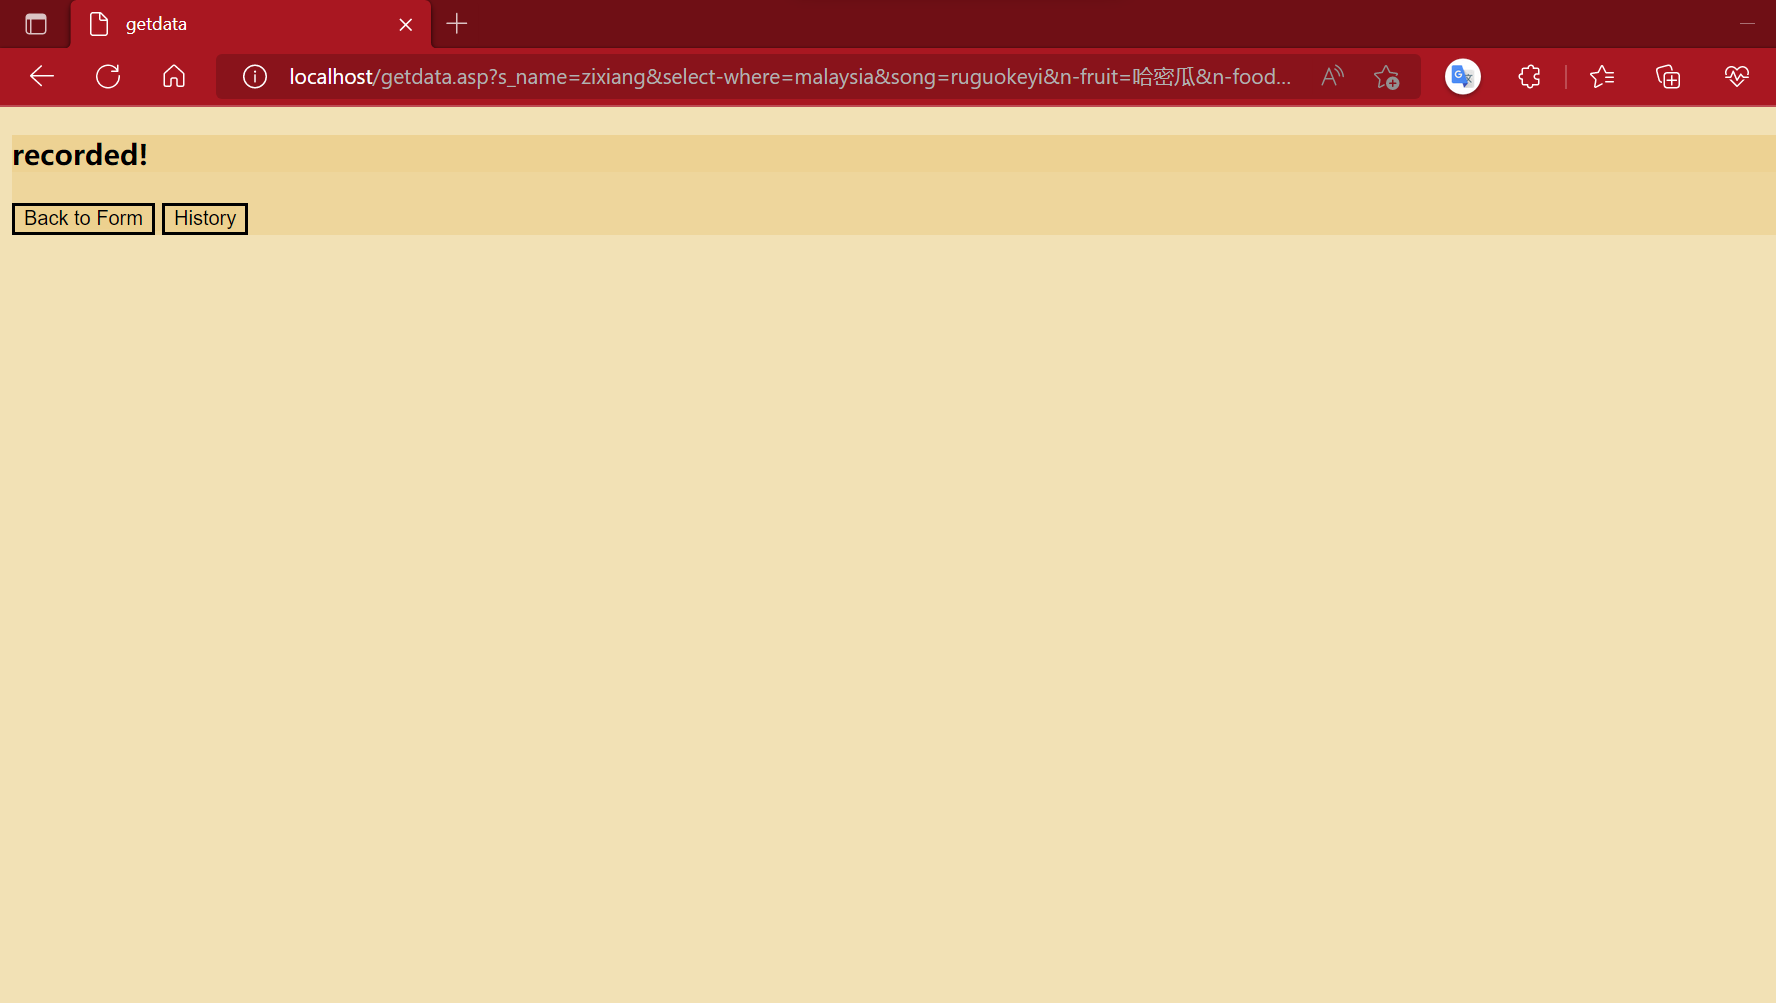 getdata
localhost/getdata.asp?s_name=zixiang&select-where=malaysia&song=ruguokeyi&n-fruit=哈密瓜&n-food...
recorded!
Back to Form History